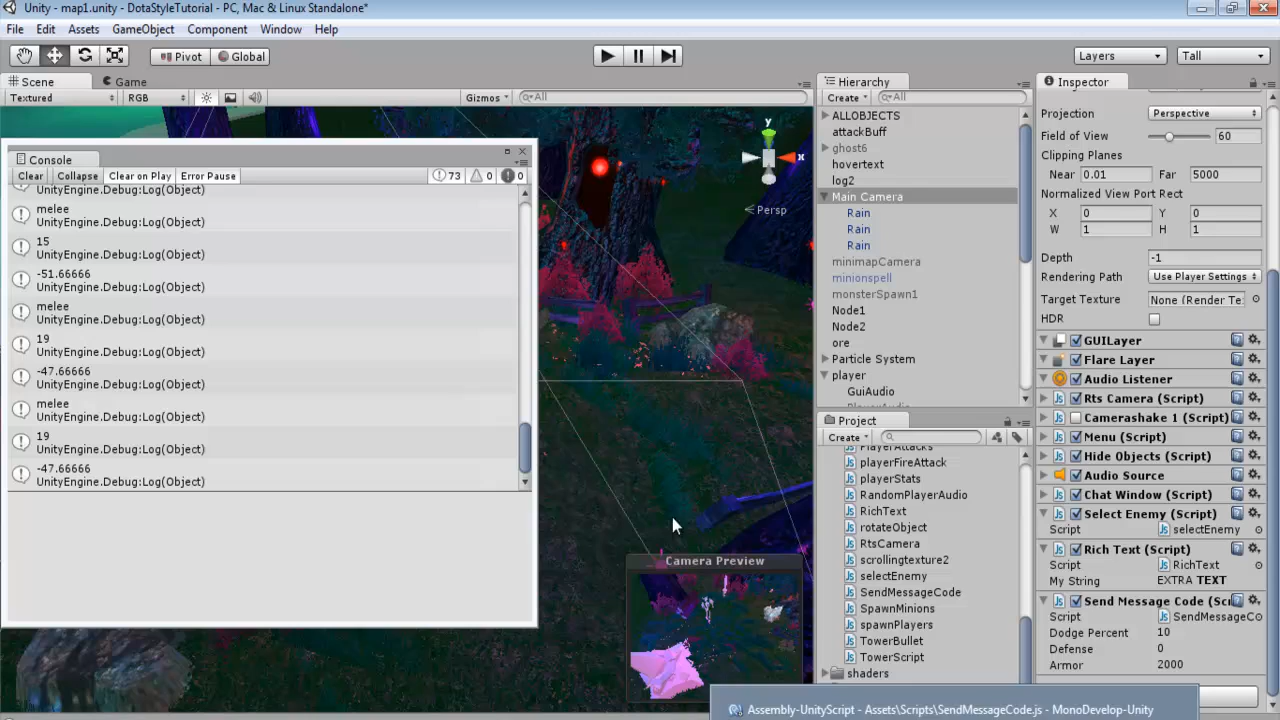 Unity - map1.unity - DotaStyleTutorial - PC, Mac & Linux Standalone*
File Edit Assets GameObject Component Window Help
Pivot Global Layers Tall
Scene Game
Textured RGB Gizmos All
Console
Clear Collapse Clear on Play Error Pause 73 0 0
UnityEngine.Debug:Log(Object)
melee
UnityEngine.Debug:Log(Object)
15
UnityEngine.Debug:Log(Object)
-51.66666
UnityEngine.Debug:Log(Object)
melee
UnityEngine.Debug:Log(Object)
19
UnityEngine.Debug:Log(Object)
-47.66666
UnityEngine.Debug:Log(Object)
melee
UnityEngine.Debug:Log(Object)
19
UnityEngine.Debug:Log(Object)
-47.66666
UnityEngine.Debug:Log(Object)
y
x
Persp
Camera Preview
Hierarchy
Create All
ALLOBJECTS
attackBuff
ghost6
hovertext
log2
Main Camera
Rain
Rain
Rain
minimapCamera
minionspell
monsterSpawn1
Node1
Node2
ore
Particle System
player
GuiAudio
PlayerAudio
Project
Create
PlayerAttacks
playerFireAttack
playerStats
RandomPlayerAudio
RichText
rotateObject
RtsCamera
scrollingtexture2
selectEnemy
SendMessageCode
SpawnMinions
spawnPlayers
TowerBullet
TowerScript
shaders
Inspector
Projection Perspective
Field of View 60
Clipping Planes
Near 0.01 Far 5000
Normalized View Port Rect
X 0 Y 0
W 1 H 1
Depth -1
Rendering Path Use Player Settings
Target Texture None (Render Te:
HDR
GUILayer
Flare Layer
Audio Listener
Rts Camera (Script)
Camerashake 1 (Script)
Menu (Script)
Hide Objects (Script)
Audio Source
Chat Window (Script)
Select Enemy (Script)
Script selectEnemy
Rich Text (Script)
Script RichText
My String EXTRA TEXT
Send Message Code (Scri
Script SendMessageC
Dodge Percent 10
Defense 0
Armor 2000
Assembly-UnityScript - Assets\Scripts\SendMessageCode.js - MonoDevelop-Unity